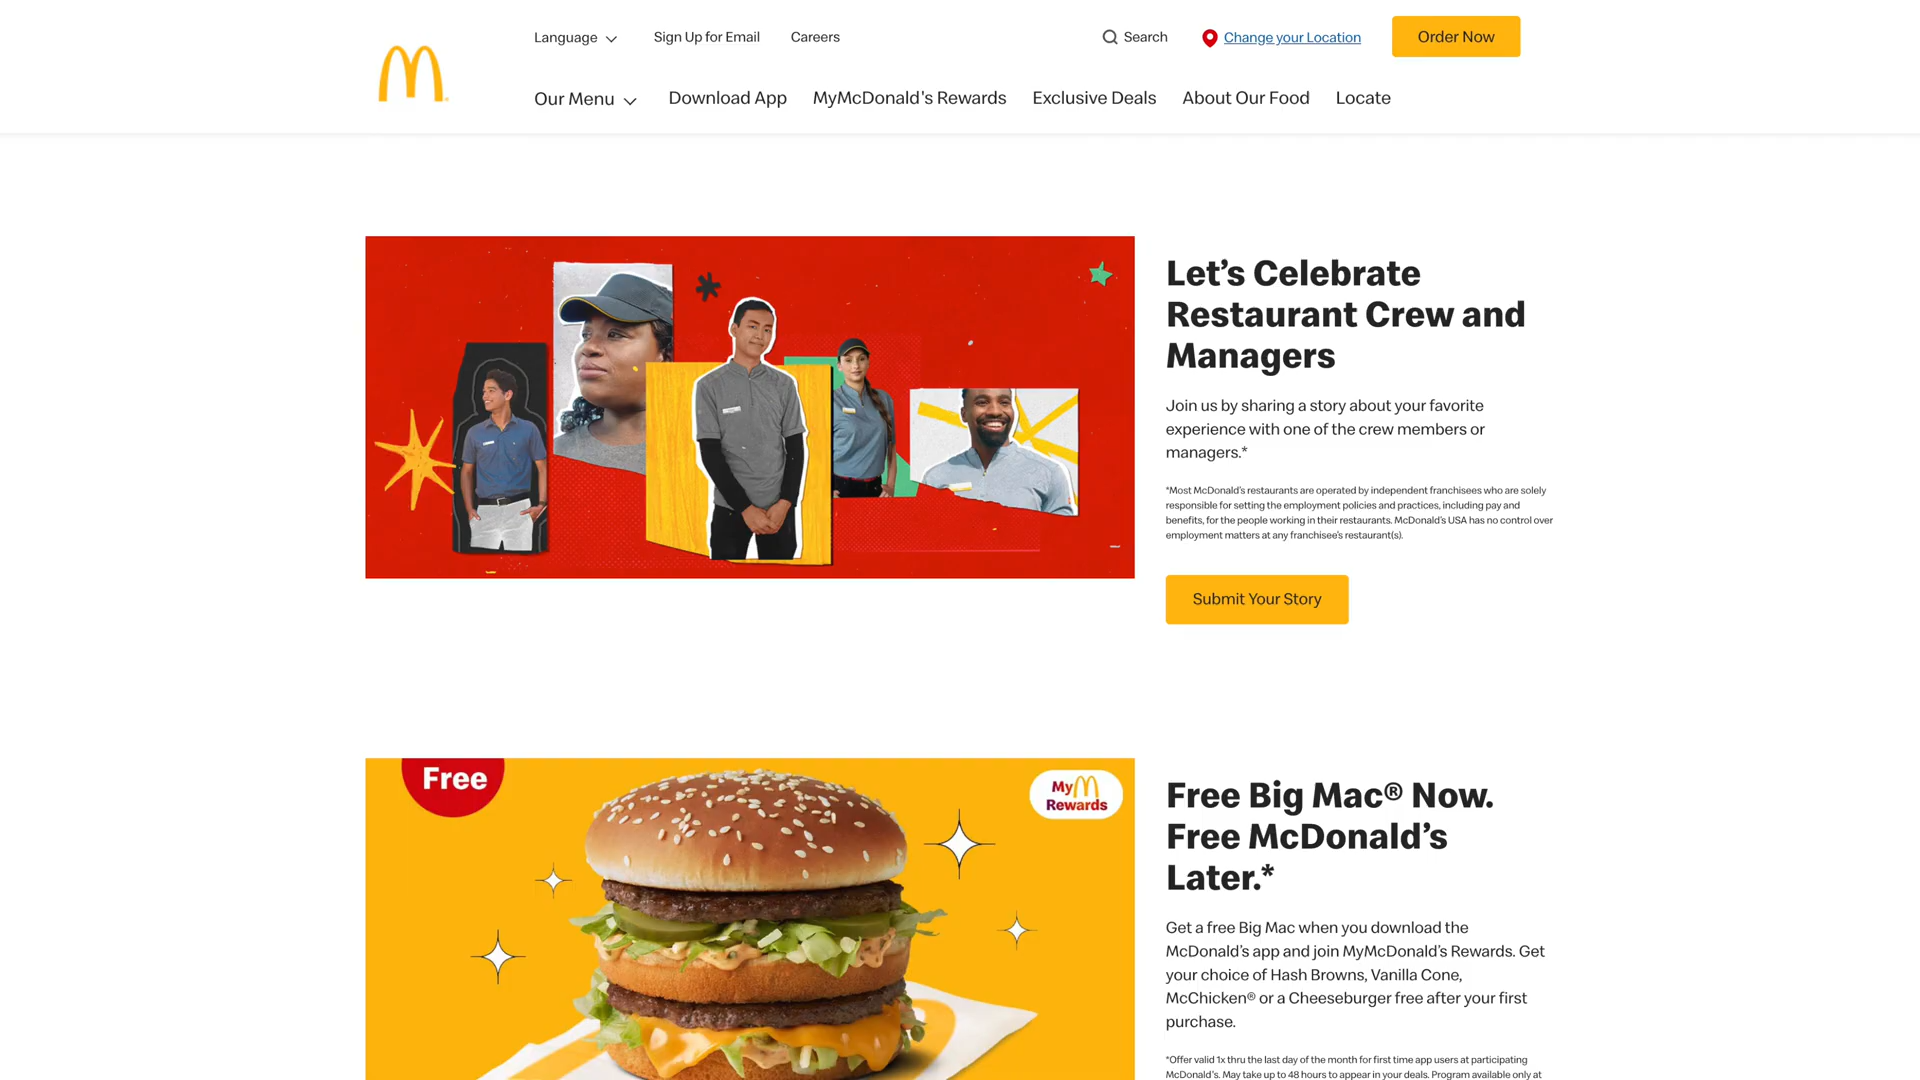 Language
Sign Up for Email
Careers
Search
Change your Location
Order Now
Our Menu
Download App
MyMcDonald's Rewards
Exclusive Deals
About Our Food
Locate
Let’s Celebrate
Restaurant Crew and
Managers
Join us by sharing a story about your favorite
experience with one of the crew members or
managers.*
*Most McDonald’s restaurants are operated by independent franchisees who are solely
responsible for setting the employment policies and practices, including pay and
benefits, for the people working in their restaurants. McDonald’s USA has no control over
employment matters at any franchisee’s restaurant(s).
Submit Your Story
Free
My
Rewards
Free Big Mac® Now.
Free McDonald’s
Later.*
Get a free Big Mac when you download the
McDonald’s app and join MyMcDonald’s Rewards. Get
your choice of Hash Browns, Vanilla Cone,
McChicken® or a Cheeseburger free after your first
purchase.
*Offer valid 1x thru the last day of the month for first time app users at participating
McDonald’s. May take up to 48 hours to appear in your deals. Program available only at